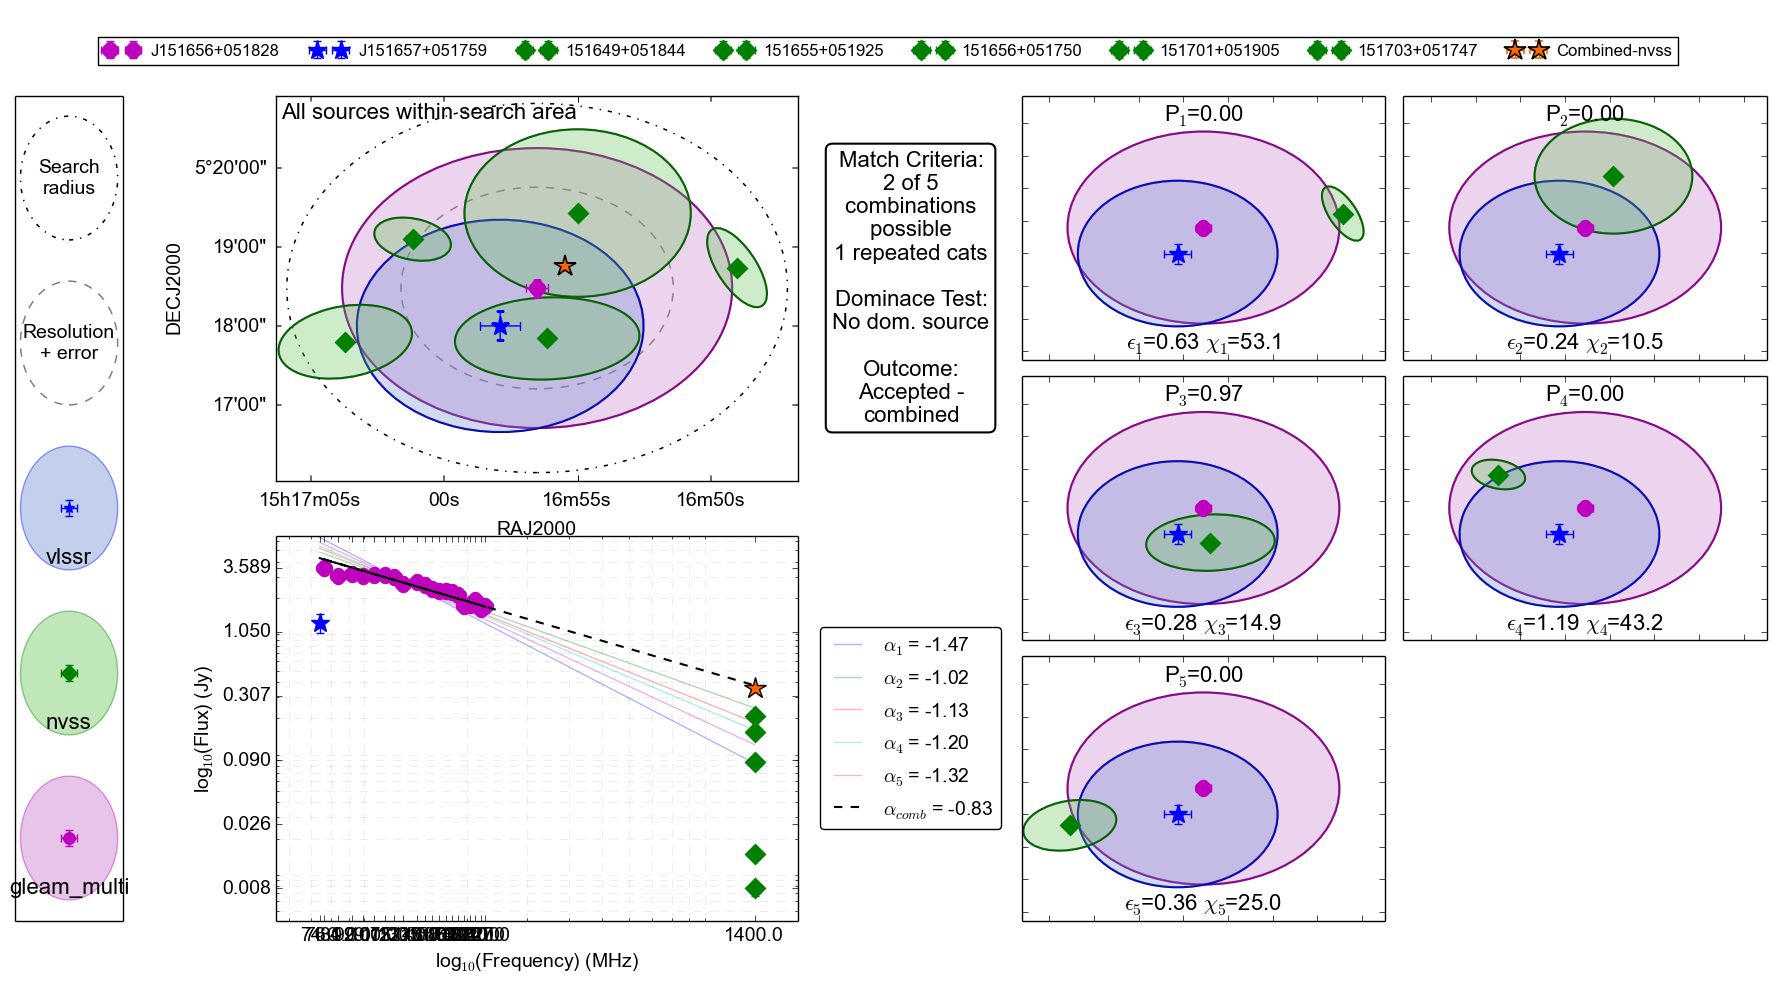 J151656+051828 J151657+051759 151649+051844 151655+051925 151656+051750 151701+051905 151703+051747 Combined-nvss
Search
radius
Resolution
+ error
vlssr
nvss
gleam_multi
All sources within search area
DECJ2000
5°20'00"
19'00"
18'00"
17'00"
15h17m05s 00s 16m55s 16m50s
RAJ2000
Match Criteria:
2 of 5
combinations
possible
1 repeated cats
Dominace Test:
No dom. source
Outcome:
Accepted -
combined
log10(Flux) (Jy)
3.589
1.050
0.307
0.090
0.026
0.008
1400.0
log10(Frequency) (MHz)
α1 = -1.47
α2 = -1.02
α3 = -1.13
α4 = -1.20
α5 = -1.32
αcomb = -0.83
P1=0.00
ϵ1=0.63 χ1=53.1
P2=0.00
ϵ2=0.24 χ2=10.5
P3=0.97
ϵ3=0.28 χ3=14.9
P4=0.00
ϵ4=1.19 χ4=43.2
P5=0.00
ϵ5=0.36 χ5=25.0